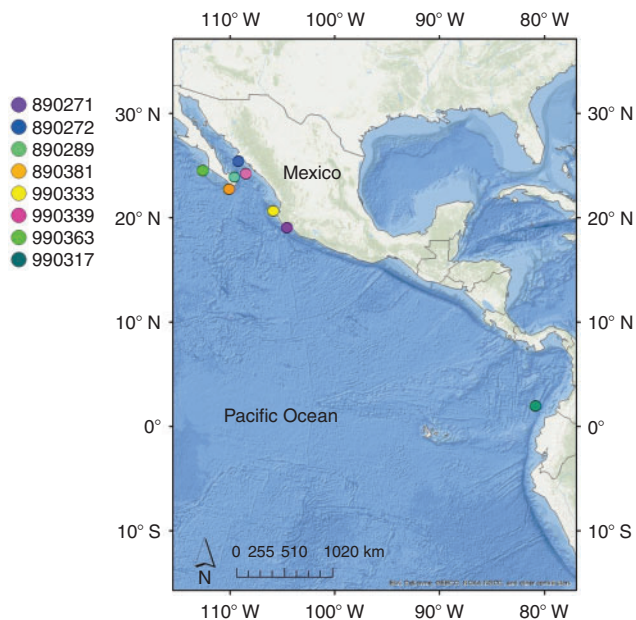 110° W 100° W 90° W 80° W
890271
890272
890289
890381
990333
990339
990363
990317
30° N 30° N
Mexico
20° N 20° N
10° N 10° N
Pacific Ocean
0° 0°
10° S 10° S
0 255 510 1020 km
N
110° W 100° W 90° W 80° W